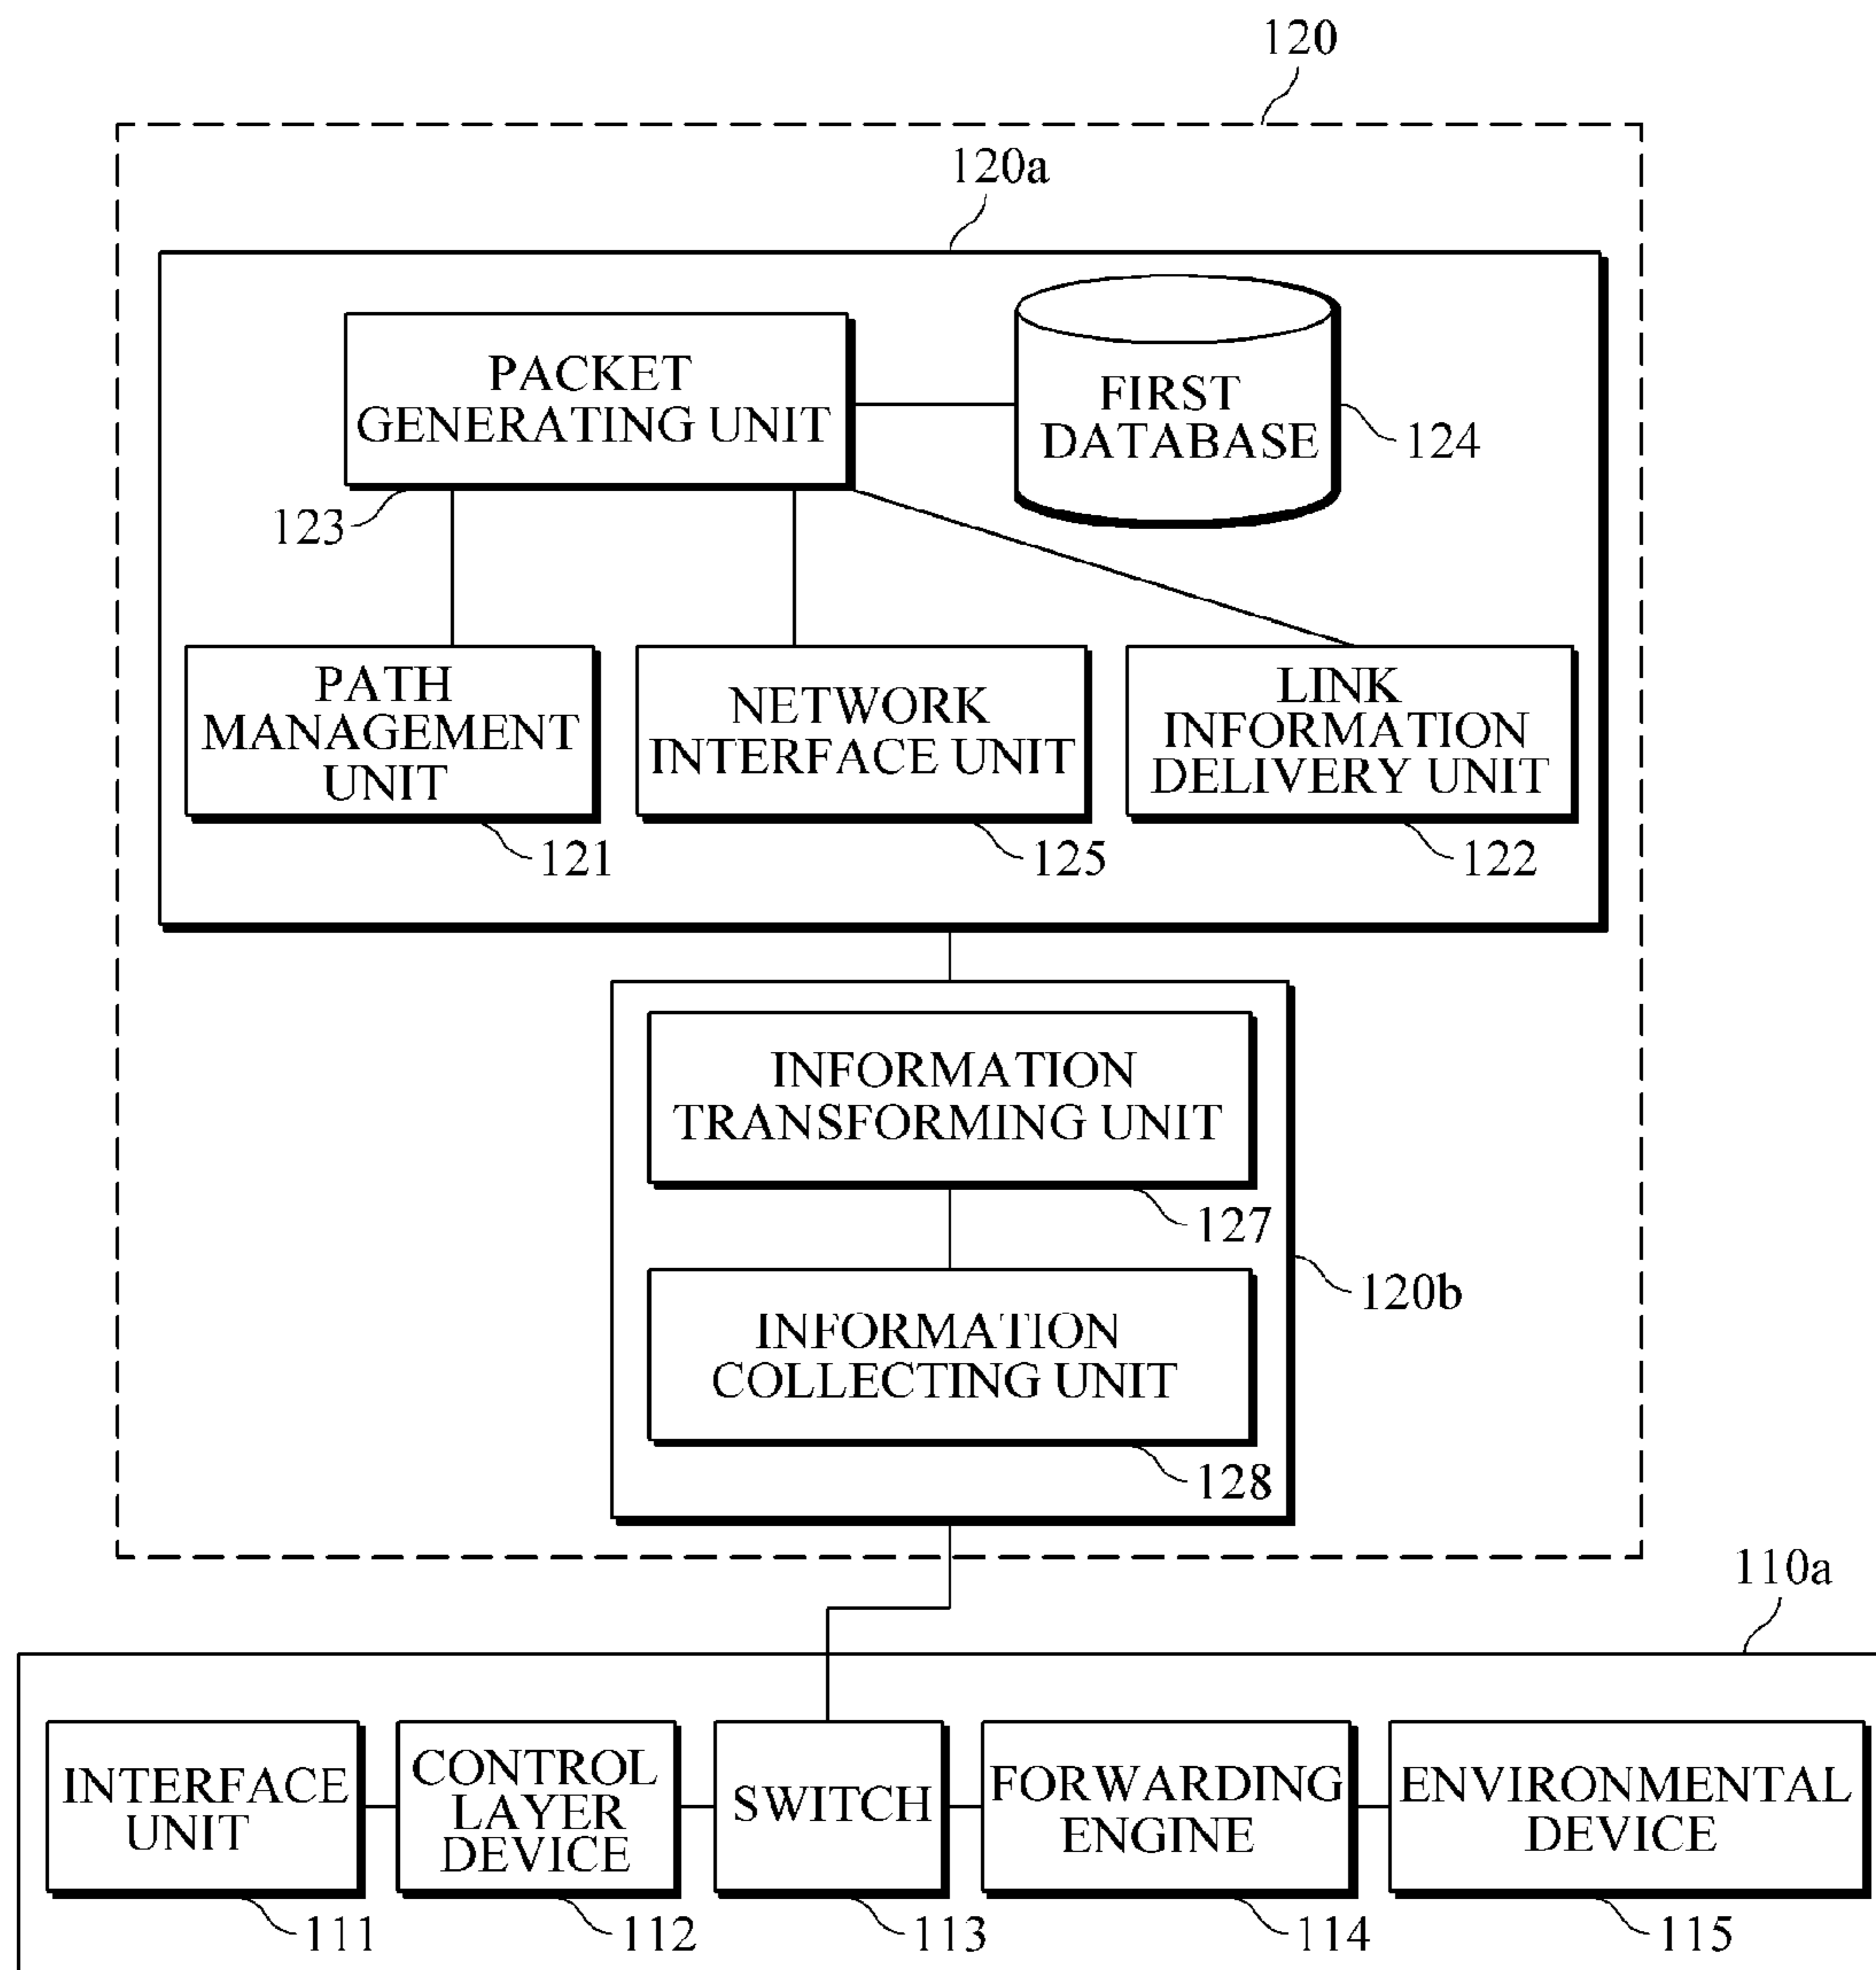 120
120a
PACKET
GENERATING UNIT
FIRST
DATABASE
124
123
PATH
MANAGEMENT
UNIT
NETWORK
INTERFACE UNIT
LINK
INFORMATION
DELIVERY UNIT
121
125
122
INFORMATION
TRANSFORMING UNIT
127
120b
INFORMATION
COLLECTING UNIT
128
110a
INTERFACE
UNIT
CONTROL
LAYER
DEVICE
SWITCH
FORWARDING
ENGINE
ENVIRONMENTAL
DEVICE
111
112
113
114
115